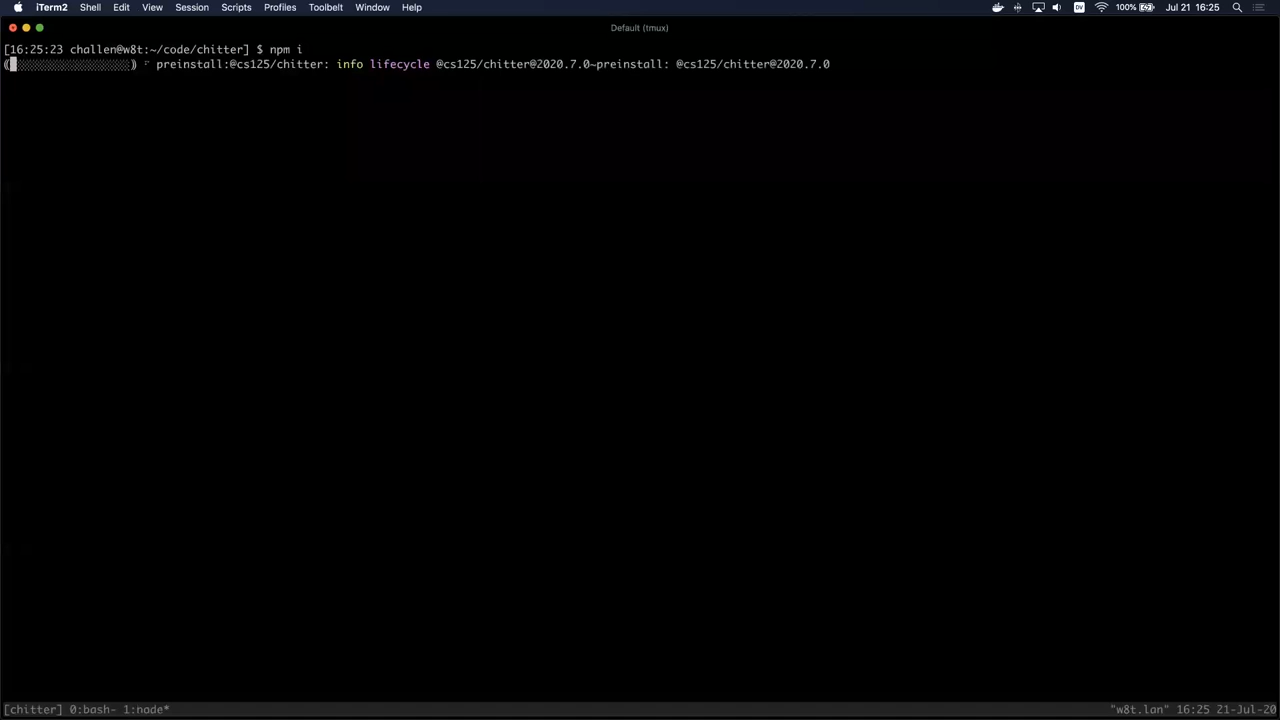 iTerm2 Shell Edit View Session Scripts Profiles Toolbelt Window Help DV 100% Jul 21 16:25
Default (tmux)
[16:25:23 challen@w8t:~/code/chitter] $ npm i
(█░░░░░░░░░░░░░░░░░) ⠋ preinstall:@cs125/chitter: info lifecycle @cs125/chitter@2020.7.0~preinstall: @cs125/chitter@2020.7.0
[chitter] 0:bash- 1:node* "w8t.lan" 16:25 21-Jul-20